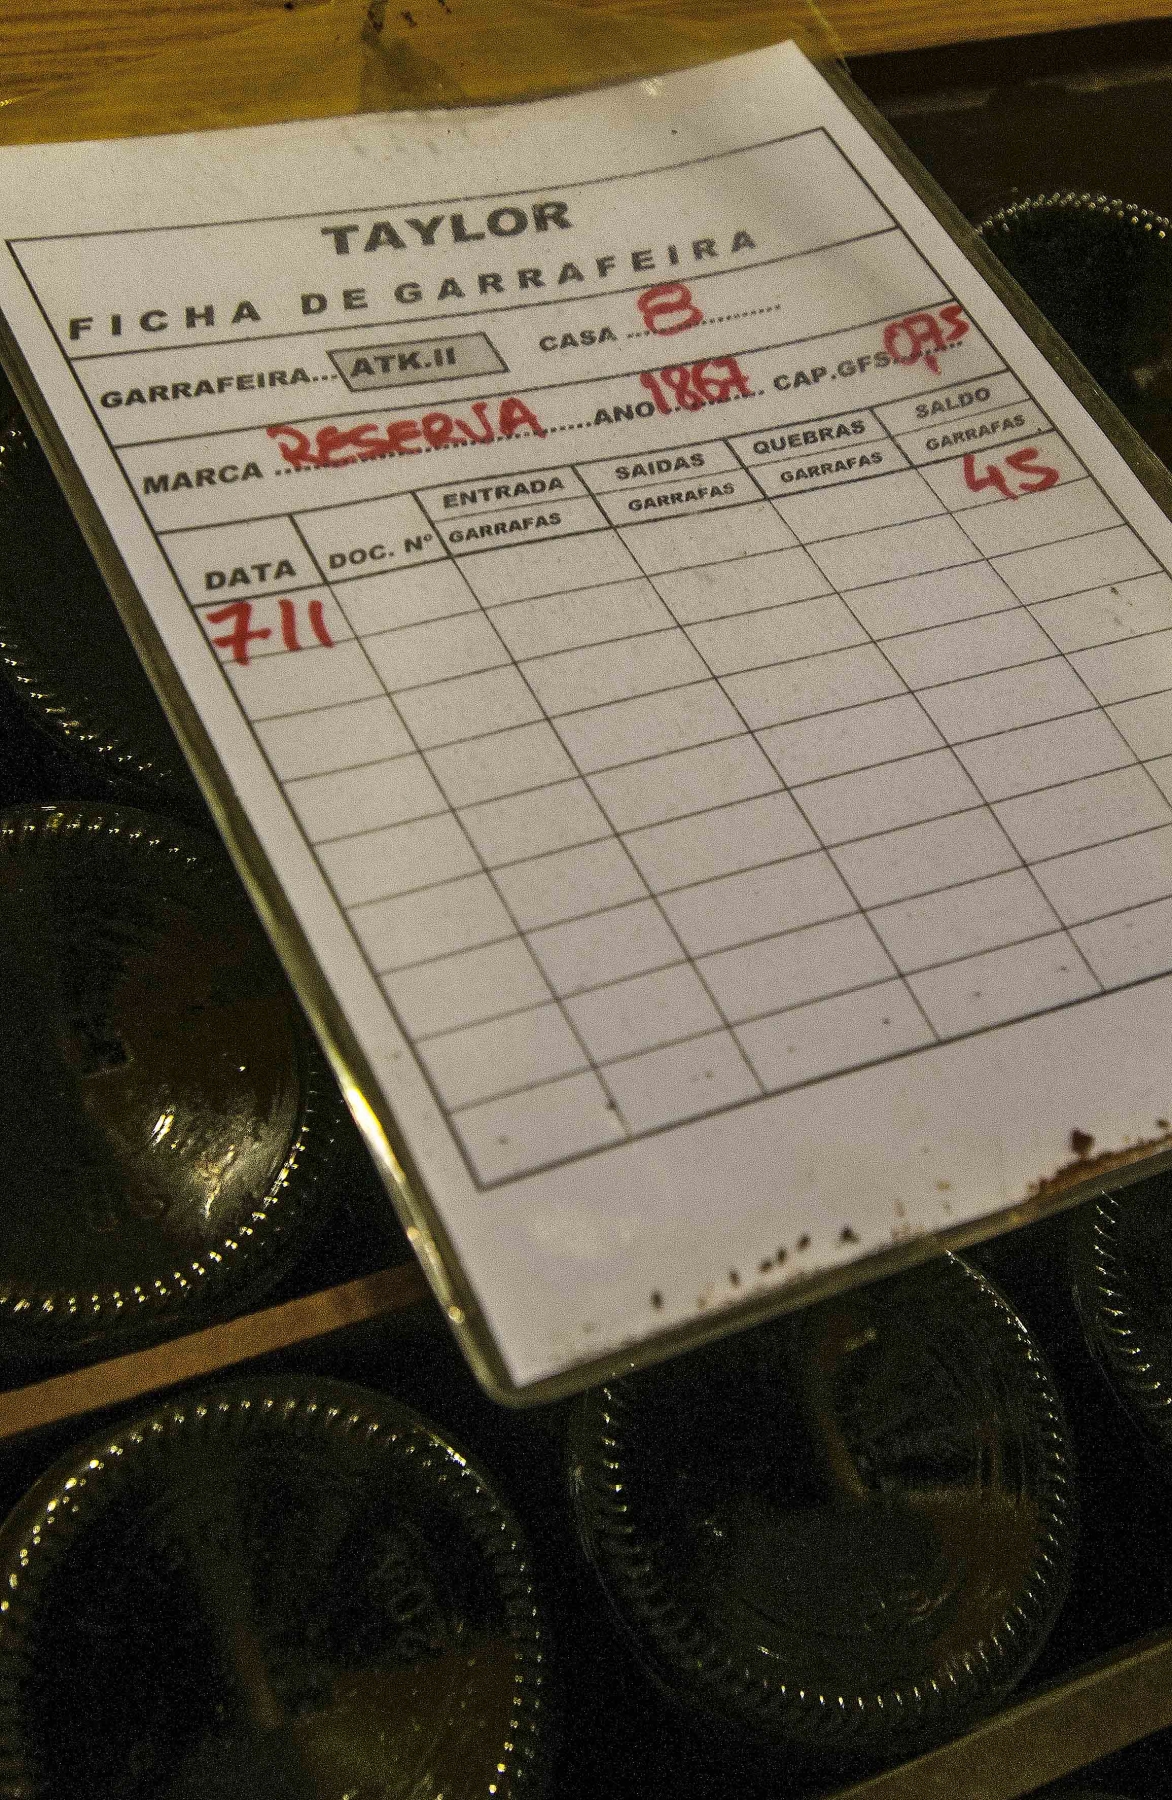 TAYLOR
FICHA DE GARRAFEIRA
GARRAFEIRA... ATK.II CASA ... 8 ............
MARCA ... RESERVA ......ANO... 1867 ... CAP.GFS. 0,75 ...
DATA DOC. Nº ENTRADA SAIDAS QUEBRAS SALDO
GARRAFAS GARRAFAS GARRAFAS GARRAFAS
711 45